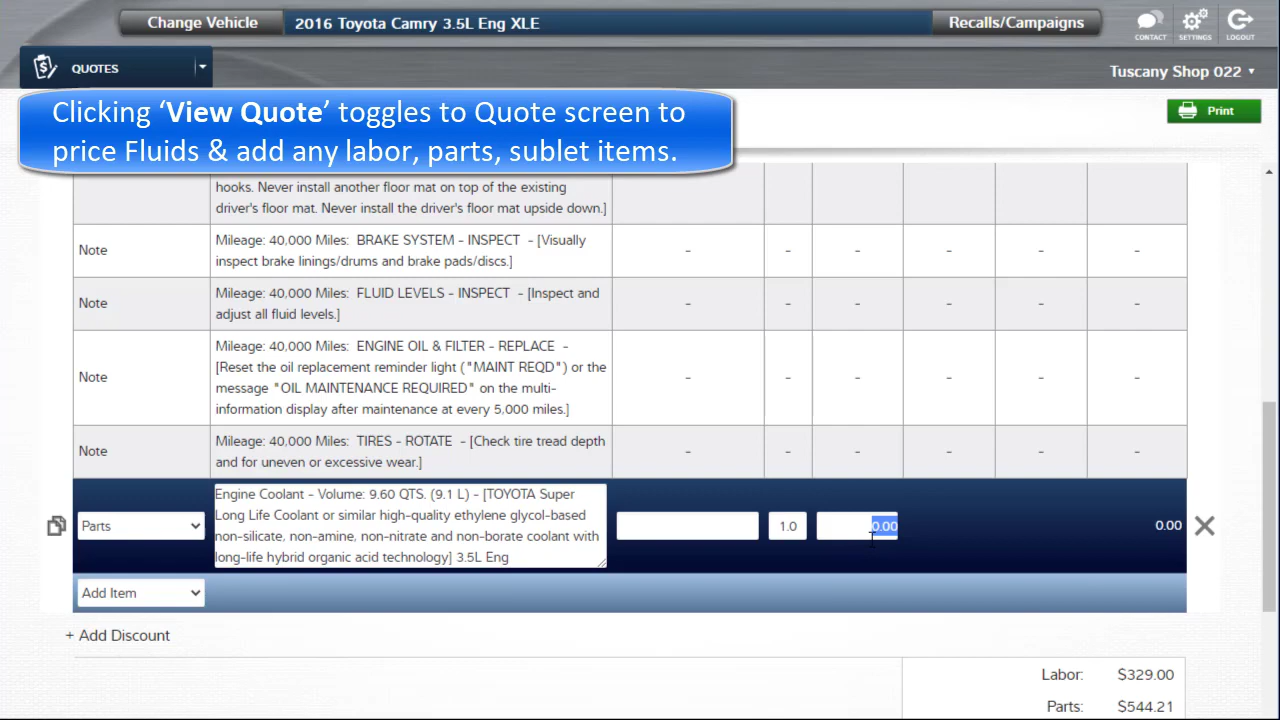 Change Vehicle 2016 Toyota Camry 3.5L Eng XLE Recalls/Campaigns
CONTACT SETTINGS LOGOUT
QUOTES
Tuscany Shop 022
Clicking ‘View Quote’ toggles to Quote screen to
price Fluids & add any labor, parts, sublet items.
Print
hooks. Never install another floor mat on top of the existing
driver's floor mat. Never install the driver's floor mat upside down.]
Note
Mileage: 40,000 Miles: BRAKE SYSTEM - INSPECT - [Visually
inspect brake linings/drums and brake pads/discs.]
- - - - - -
Note
Mileage: 40,000 Miles: FLUID LEVELS - INSPECT - [Inspect and
adjust all fluid levels.]
- - - - - -
Note
Mileage: 40,000 Miles: ENGINE OIL & FILTER - REPLACE -
[Reset the oil replacement reminder light ("MAINT REQD") or the
message "OIL MAINTENANCE REQUIRED" on the multi-
information display after maintenance at every 5,000 miles.]
- - - - - -
Note
Mileage: 40,000 Miles: TIRES - ROTATE - [Check tire tread depth
and for uneven or excessive wear.]
- - - - - -
Parts
Engine Coolant - Volume: 9.60 QTS. (9.1 L) - [TOYOTA Super
Long Life Coolant or similar high-quality ethylene glycol-based
non-silicate, non-amine, non-nitrate and non-borate coolant with
long-life hybrid organic acid technology] 3.5L Eng
1.0 0.00 0.00
Add Item
+ Add Discount
Labor: $329.00
Parts: $544.21